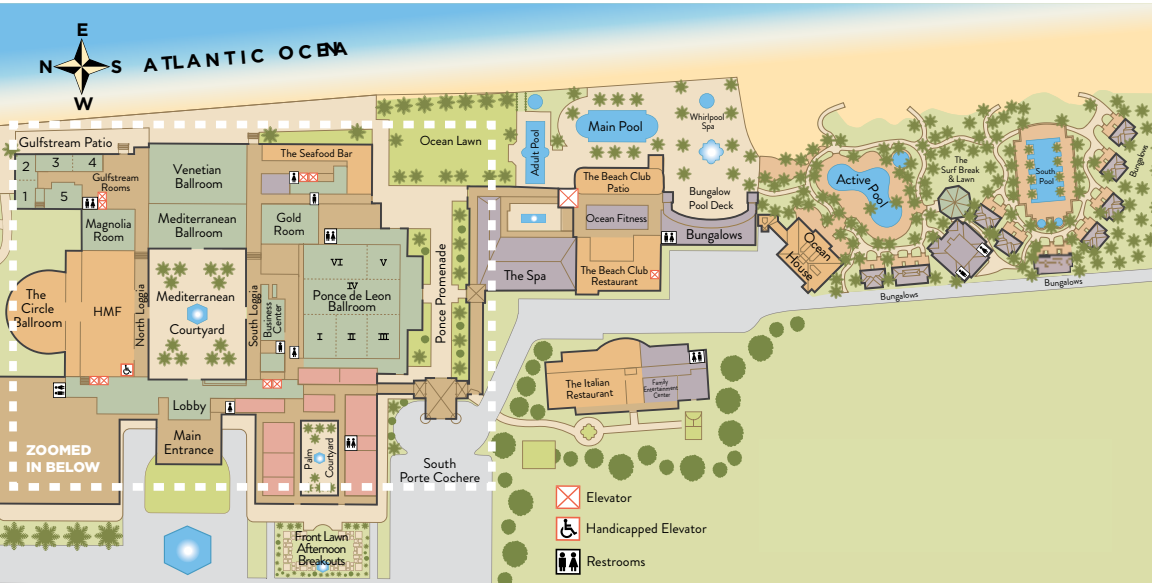 E
N S
W
ATLANTIC OCENA
Gulfstream Patio
2 3 4
1 5
Gulfstream
Rooms
Magnolia
Room
Venetian
Ballroom
Mediterranean
Ballroom
The Seafood Bar
Gold
Room
Ocean Lawn
Adult Pool
Main Pool
Whirlpool
Spa
The Beach Club
Patio
Ocean Fitness
Bungalow
Pool Deck
Bungalows
The Spa
The Beach Club
Restaurant
Ocean
House
Active Pool
The
Surf Break
& Lawn
South
Pool
Bungalows
Bungalows
Bungalows
The
Circle
Ballroom
HMF
North Loggia
Mediterranean
Courtyard
South Loggia
Business
Center
VI V
IV
Ponce de Leon
Ballroom
I II III
Ponce Promenade
Lobby
Main
Entrance
ZOOMED
IN BELOW
Palm
Courtyard
South
Porte Cochere
The Italian
Restaurant
Family
Entertainment
Center
Front Lawn
Afternoon
Breakouts
Elevator
Handicapped Elevator
Restrooms